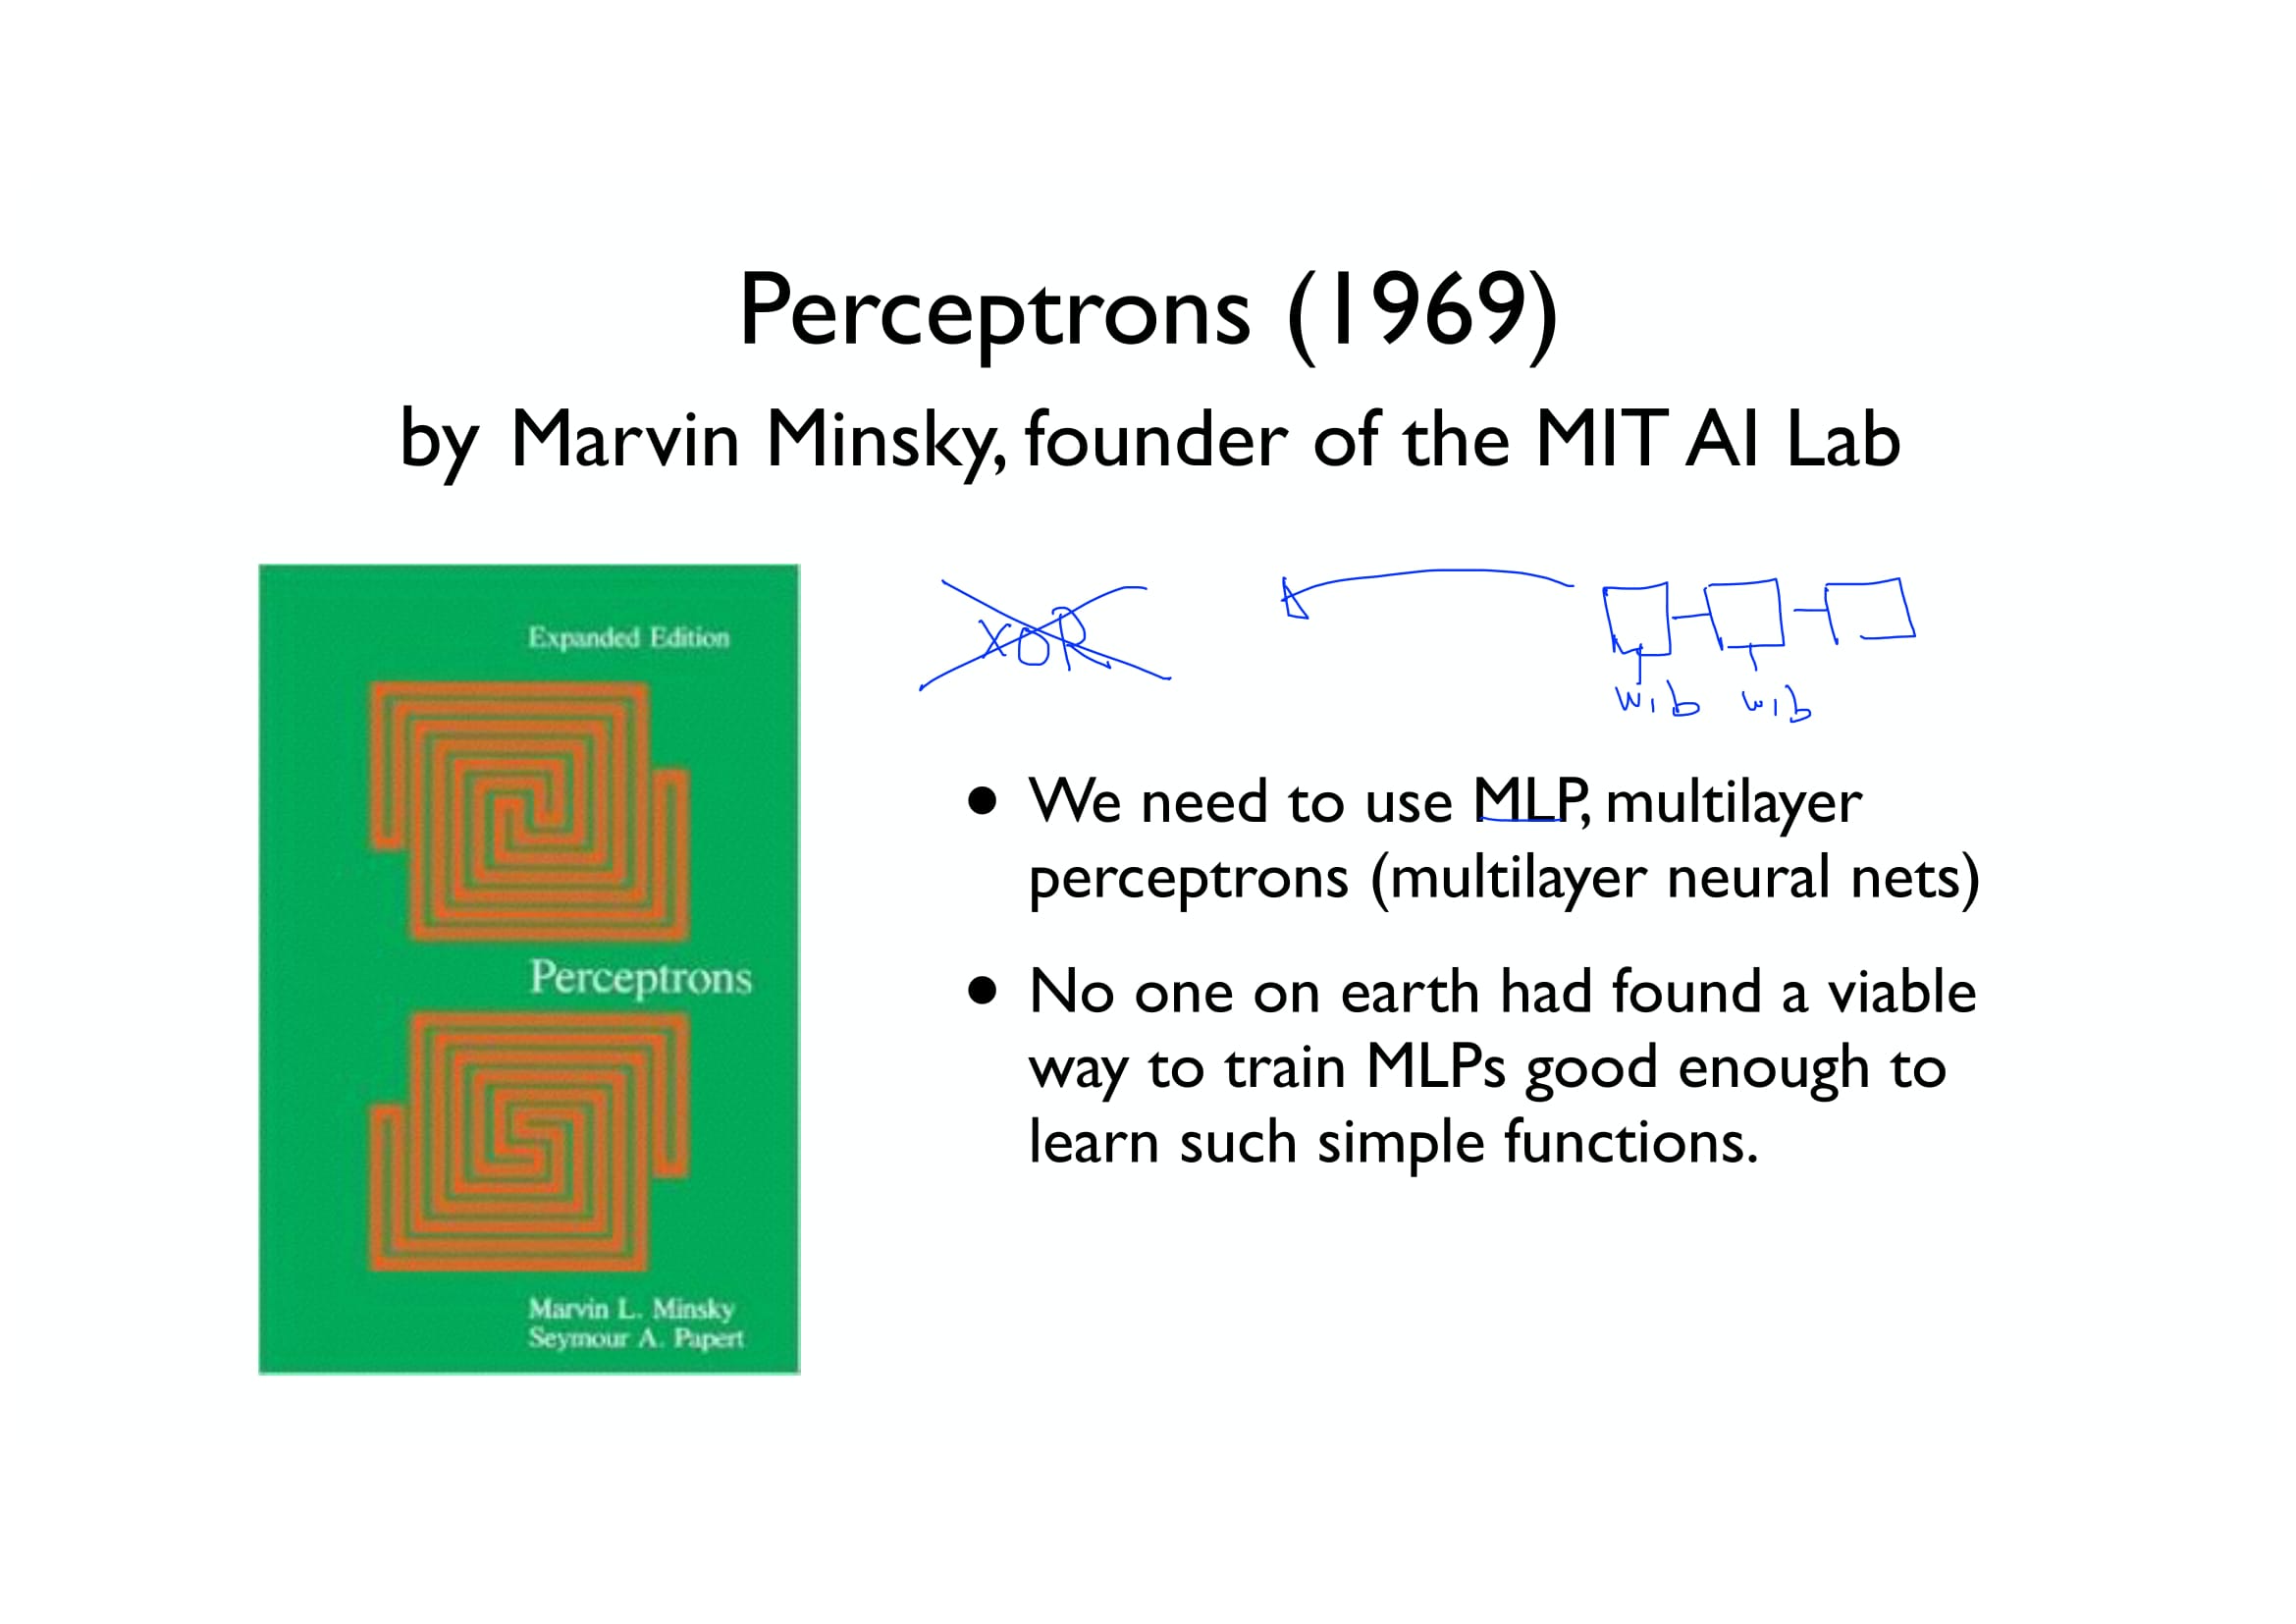 Perceptrons (1969)
by Marvin Minsky, founder of the MIT AI Lab
Expanded Edition
Perceptrons
Marvin L. Minsky
Seymour A. Papert
XOR
w, b w, b
• We need to use MLP, multilayer
perceptrons (multilayer neural nets)
• No one on earth had found a viable
way to train MLPs good enough to
learn such simple functions.